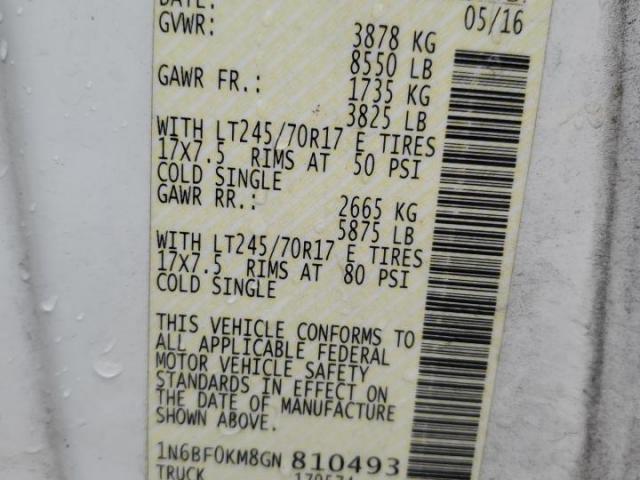 DATE: 05/16
GVWR: 3878 KG
8550 LB
GAWR FR.: 1735 KG
3825 LB
WITH LT245/70R17 E TIRES
17X7.5 RIMS AT 50 PSI
COLD SINGLE
GAWR RR.: 2665 KG
5875 LB
WITH LT245/70R17 E TIRES
17X7.5 RIMS AT 80 PSI
COLD SINGLE
THIS VEHICLE CONFORMS TO
ALL APPLICABLE FEDERAL
MOTOR VEHICLE SAFETY
STANDARDS IN EFFECT ON
THE DATE OF MANUFACTURE
SHOWN ABOVE.
1N6BF0KM8GN 810493
TRUCK